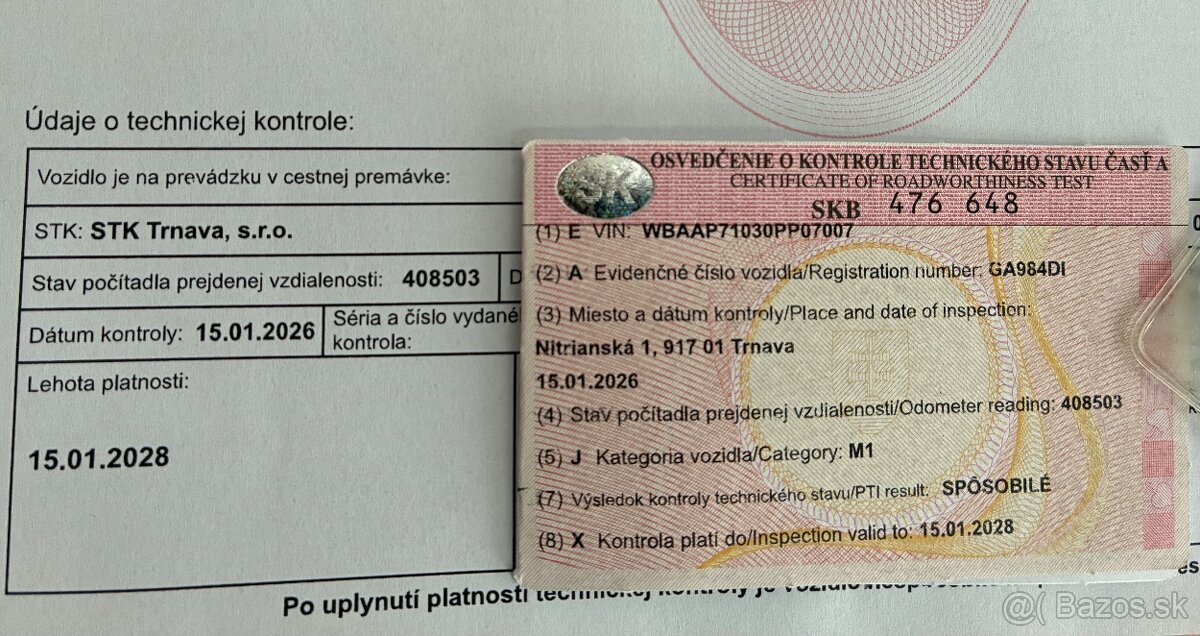 Údaje o technickej kontrole:
Vozidlo je na prevádzku v cestnej premávke:
STK: STK Trnava, s.r.o.
Stav počítadla prejdenej vzdialenosti: 408503
D
Dátum kontroly: 15.01.2026
Séria a číslo vydané
kontrola:
Lehota platnosti:
15.01.2028
Po uplynutí platnosti technickej kontroly je vozidlo
STK
OSVEDČENIE O KONTROLE TECHNICKÉHO STAVU ČASŤ A
CERTIFICATE OF ROADWORTHINESS TEST
SKB 476 648
(1) E VIN: WBAAP71030PP07007
(2) A Evidenčné číslo vozidla/Registration number: GA984DI
(3) Miesto a dátum kontroly/Place and date of inspection:
Nitrianská 1, 917 01 Trnava
15.01.2026
(4) Stav počítadla prejdenej vzdialenosti/Odometer reading: 408503
(5) J Kategoria vozidla/Category: M1
(7) Výsledok kontroly technického stavu/PTI result: SPÔSOBILÉ
(8) X Kontrola platí do/Inspection valid to: 15.01.2028
@( Bazos.sk